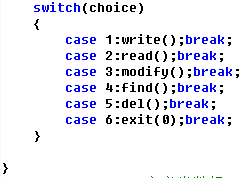 switch(choice)
{
case 1:write();break;
case 2:read();break;
case 3:modify();break;
case 4:find();break;
case 5:del();break;
case 6:exit(0);break;
}
}